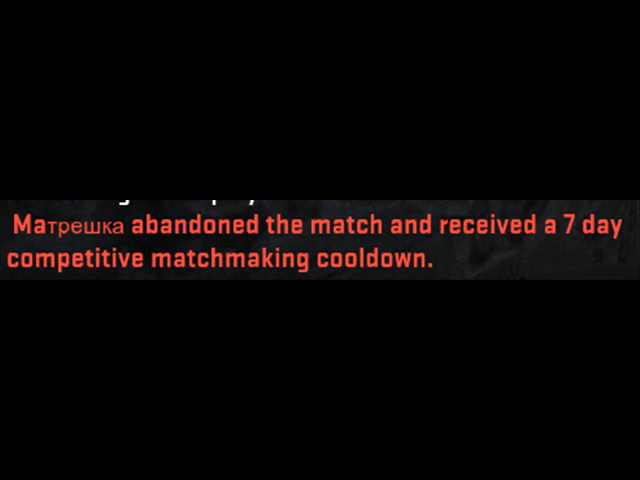 Матрешка abandoned the match and received a 7 day
competitive matchmaking cooldown.